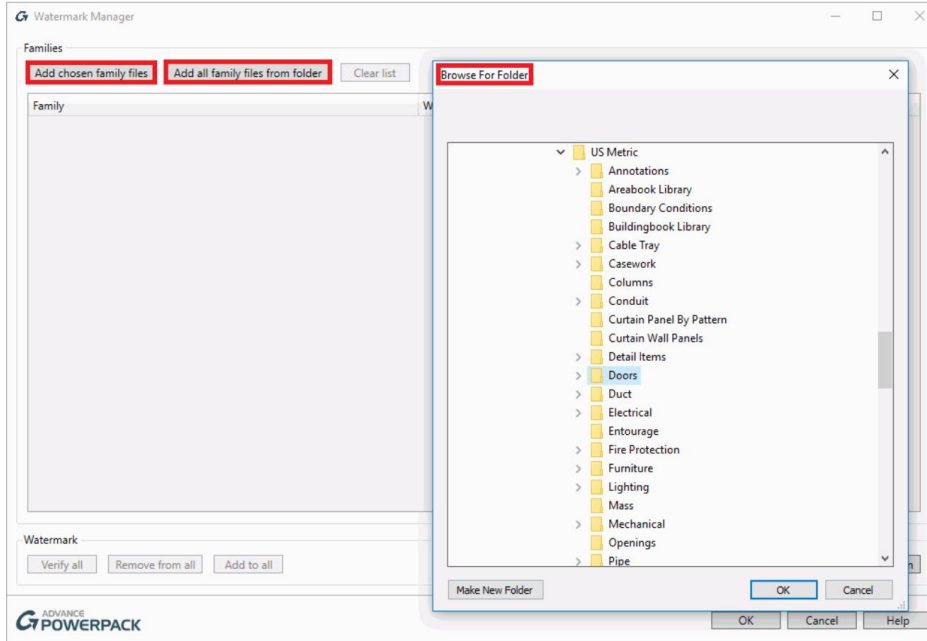 Watermark Manager
Families
Add chosen family files
Add all family files from folder
Clear list
Family
W
Browse For Folder
US Metric
Annotations
Areabook Library
Boundary Conditions
Buildingbook Library
Cable Tray
Casework
Columns
Conduit
Curtain Panel By Pattern
Curtain Wall Panels
Detail Items
Doors
Duct
Electrical
Entourage
Fire Protection
Furniture
Lighting
Mass
Mechanical
Openings
Pipe
Make New Folder
OK
Cancel
Watermark
Verify all
Remove from all
Add to all
ADVANCE
POWERPACK
OK
Cancel
Help